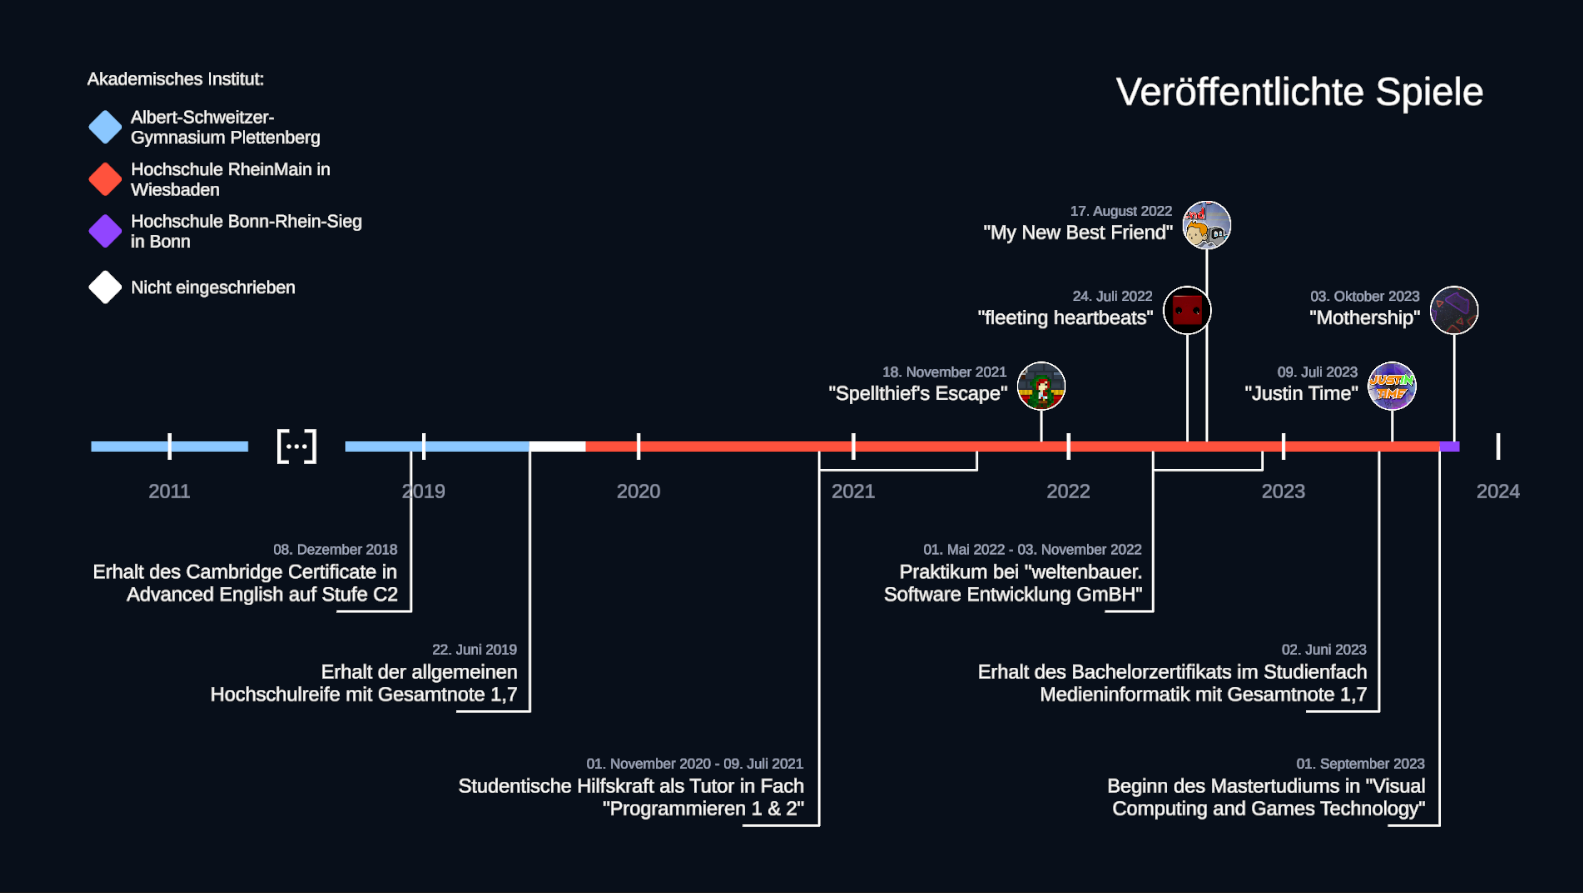 Akademisches Institut:
Albert-Schweitzer-
Gymnasium Plettenberg
Hochschule RheinMain in
Wiesbaden
Hochschule Bonn-Rhein-Sieg
in Bonn
Nicht eingeschrieben
Veröffentlichte Spiele
17. August 2022
"My New Best Friend"
24. Juli 2022
"fleeting heartbeats"
03. Oktober 2023
"Mothership"
18. November 2021
"Spellthief's Escape"
09. Juli 2023
"Justin Time"
JUSTIN
TIME
[...]
2011
2019
2020
2021
2022
2023
2024
08. Dezember 2018
Erhalt des Cambridge Certificate in
Advanced English auf Stufe C2
01. Mai 2022 - 03. November 2022
Praktikum bei "weltenbauer.
Software Entwicklung GmBH"
22. Juni 2019
Erhalt der allgemeinen
Hochschulreife mit Gesamtnote 1,7
02. Juni 2023
Erhalt des Bachelorzertifikats im Studienfach
Medieninformatik mit Gesamtnote 1,7
01. November 2020 - 09. Juli 2021
Studentische Hilfskraft als Tutor in Fach
"Programmieren 1 & 2"
01. September 2023
Beginn des Mastertudiums in "Visual
Computing and Games Technology"